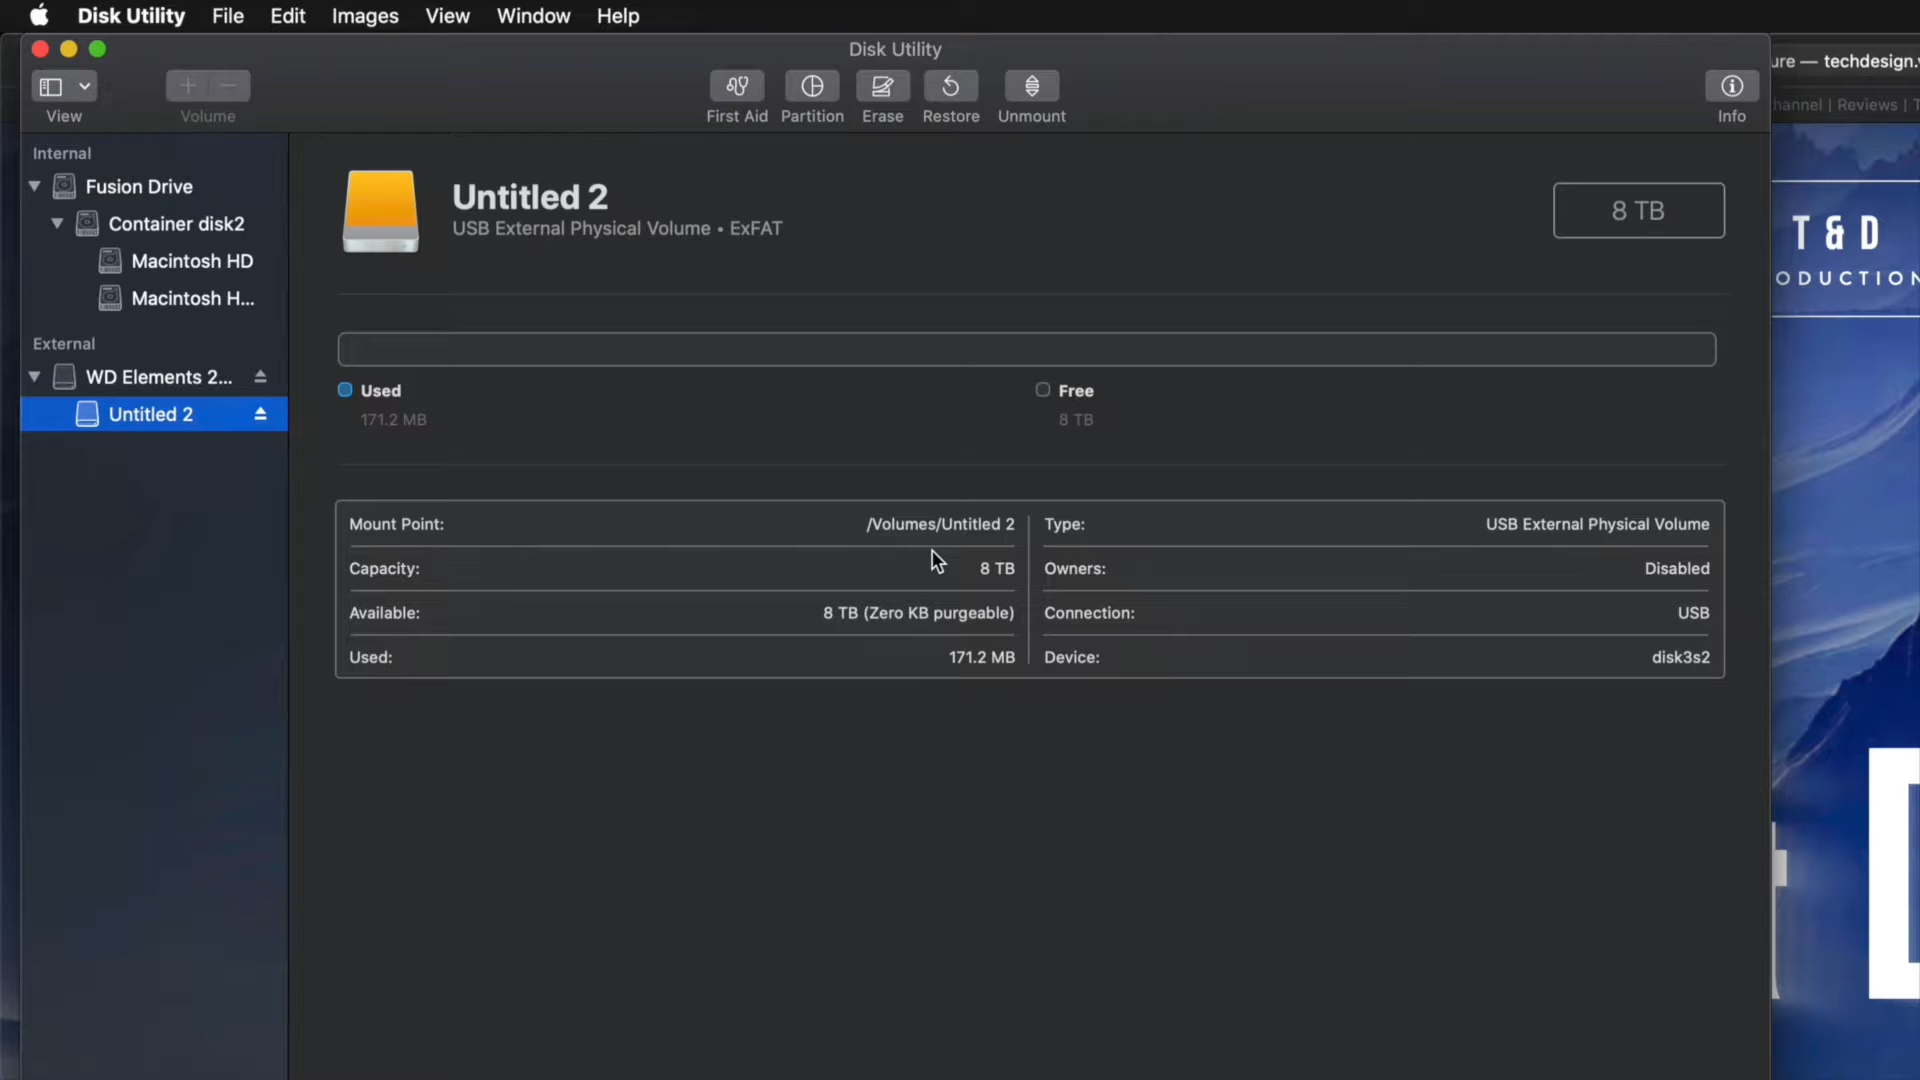 Disk Utility File Edit Images View Window Help
Disk Utility
ure — techdesign.
View Volume First Aid Partition Erase Restore Unmount Info
hannel | Reviews | T
Internal
Fusion Drive
Container disk2
Macintosh HD
Macintosh H...
External
WD Elements 2...
Untitled 2
Untitled 2
USB External Physical Volume • ExFAT
8 TB
Used
171.2 MB
Free
8 TB
Mount Point: /Volumes/Untitled 2
Capacity: 8 TB
Available: 8 TB (Zero KB purgeable)
Used: 171.2 MB
Type: USB External Physical Volume
Owners: Disabled
Connection: USB
Device: disk3s2
T & D
ODUCTION